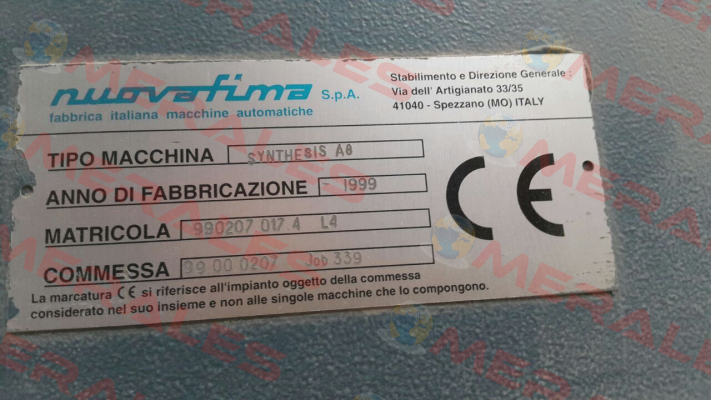 nuovafima S.p.A.
fabbrica italiana macchine automatiche
Stabilimento e Direzione Generale :
Via dell' Artigianato 33/35
41040 - Spezzano (MO) ITALY
TIPO MACCHINA SYNTHESIS A8
ANNO DI FABBRICAZIONE - 1999
MATRICOLA 990207.017.4 L4
COMMESSA 99 00 0207 Job 339
CE
La marcatura CE si riferisce all'impianto oggetto della commessa
considerato nel suo insieme e non alle singole macchine che lo compongono.
MERALES